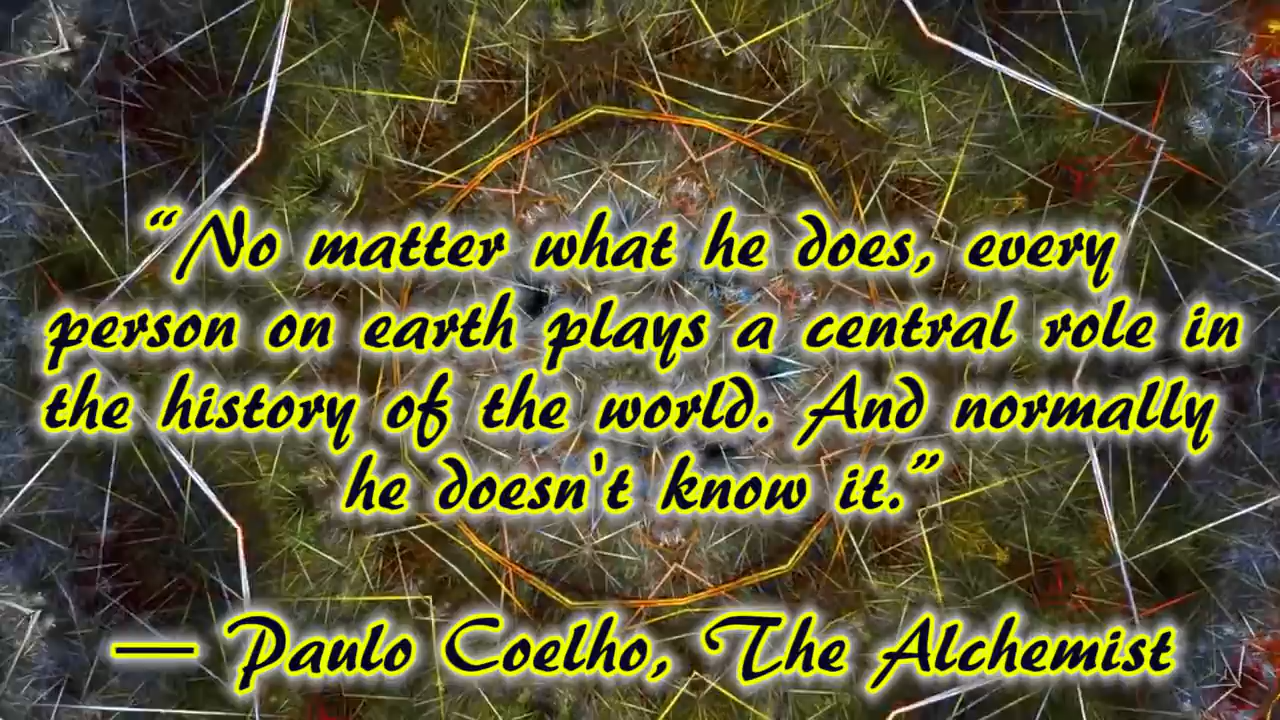 “No matter what he does, every
person on earth plays a central role in
the history of the world. And normally
he doesn't know it.”
— Paulo Coelho, The Alchemist